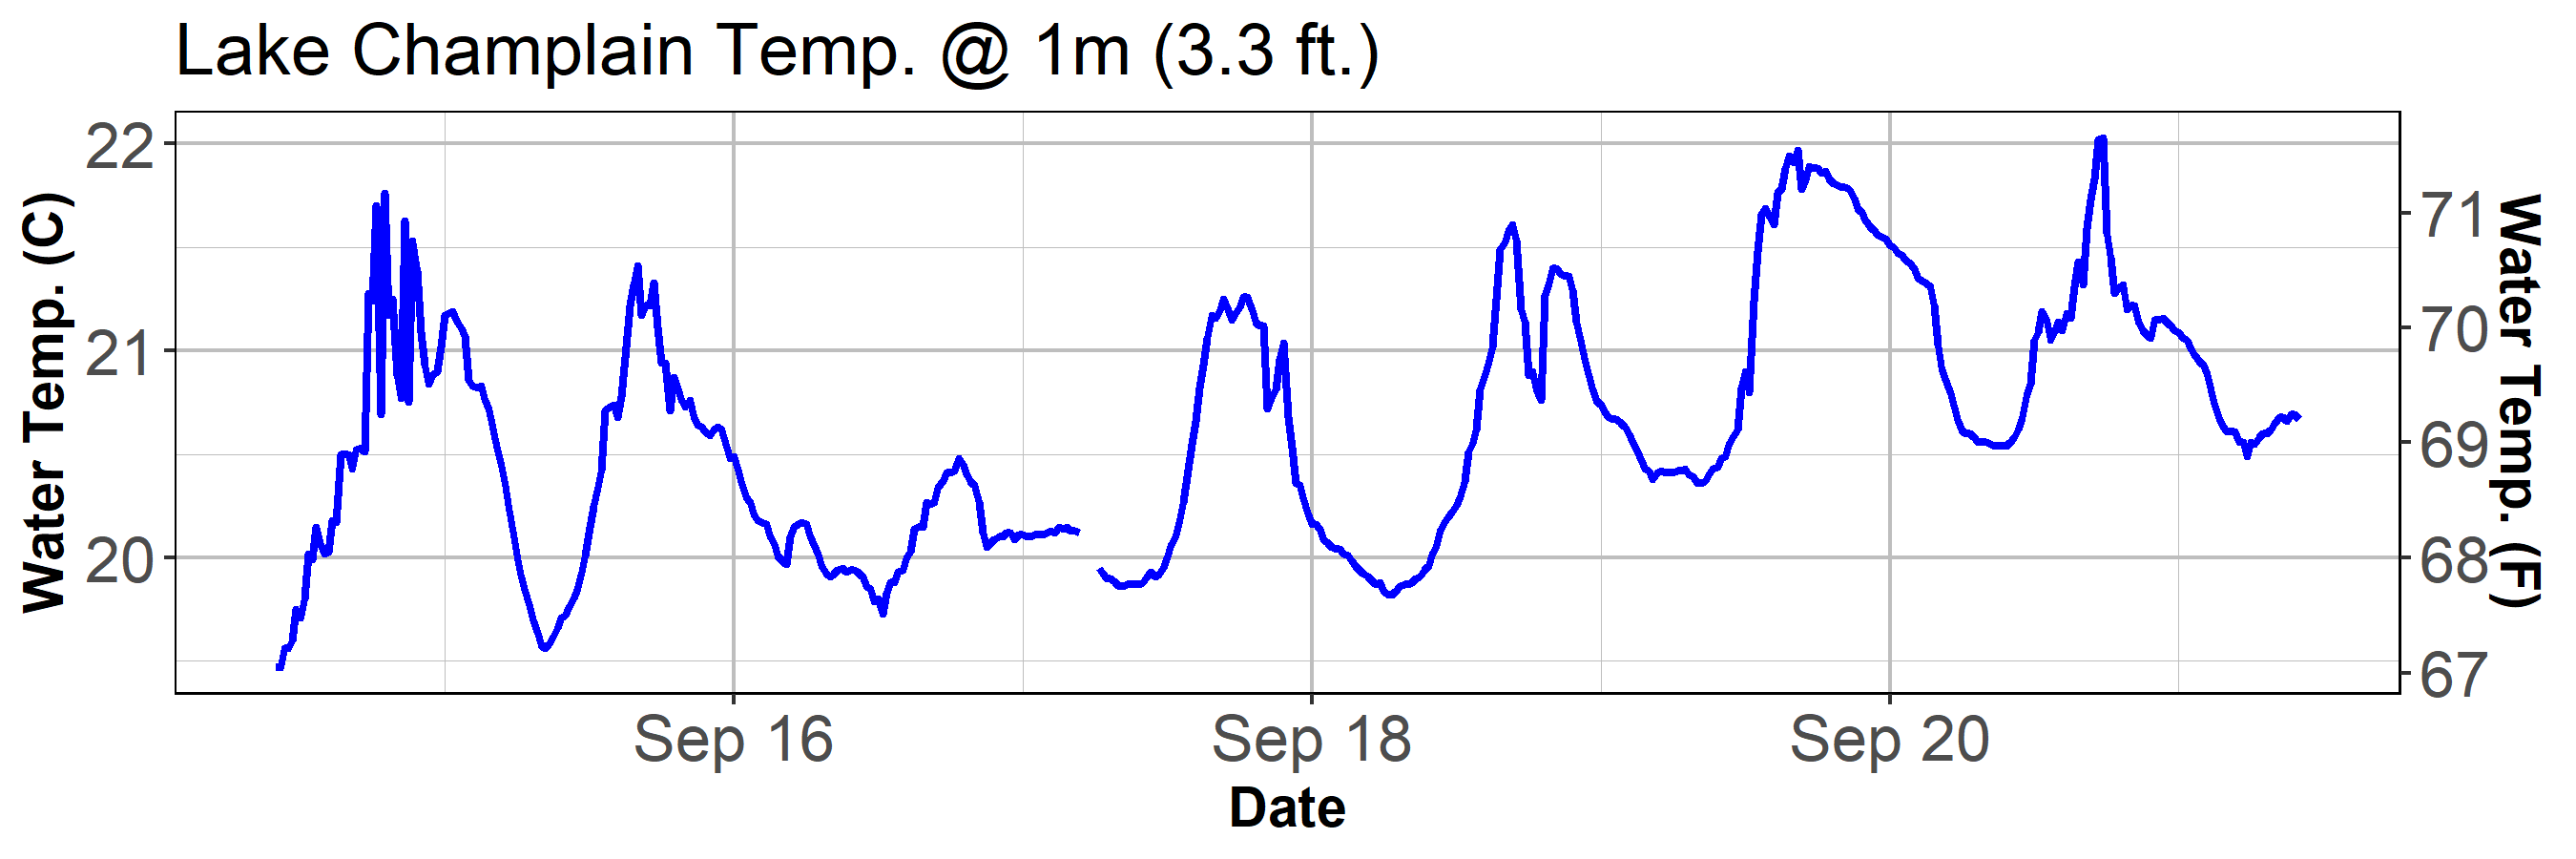 Lake Champlain Temp. @ 1m (3.3 ft.)
Water Temp. (C)
22
21
20
71
70
69
68
67
Water Temp. (F)
Sep 16
Sep 18
Sep 20
Date